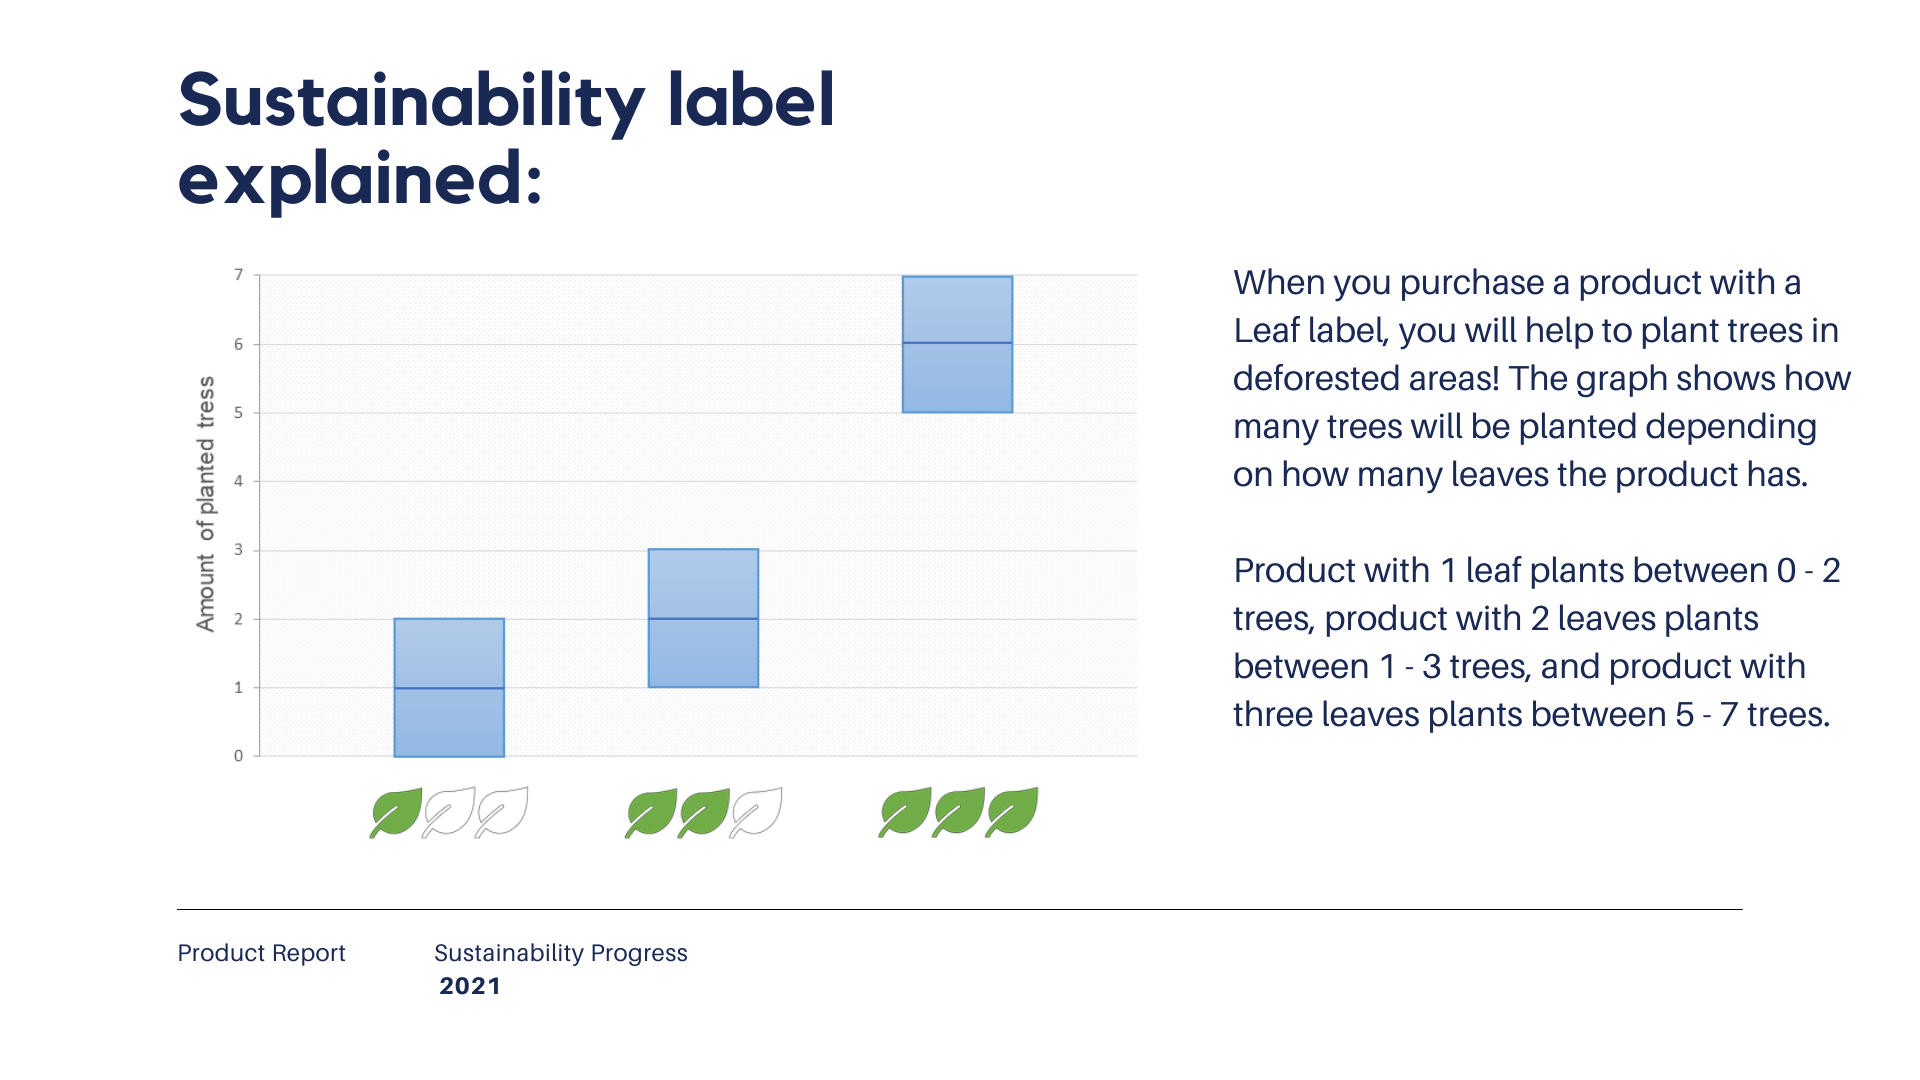 Sustainability label
explained:
7
6
5
4
3
2
1
0
Amount of planted tress
When you purchase a product with a
Leaf label, you will help to plant trees in
deforested areas! The graph shows how
many trees will be planted depending
on how many leaves the product has.
Product with 1 leaf plants between 0 - 2
trees, product with 2 leaves plants
between 1 - 3 trees, and product with
three leaves plants between 5 - 7 trees.
Product Report
Sustainability Progress
2021